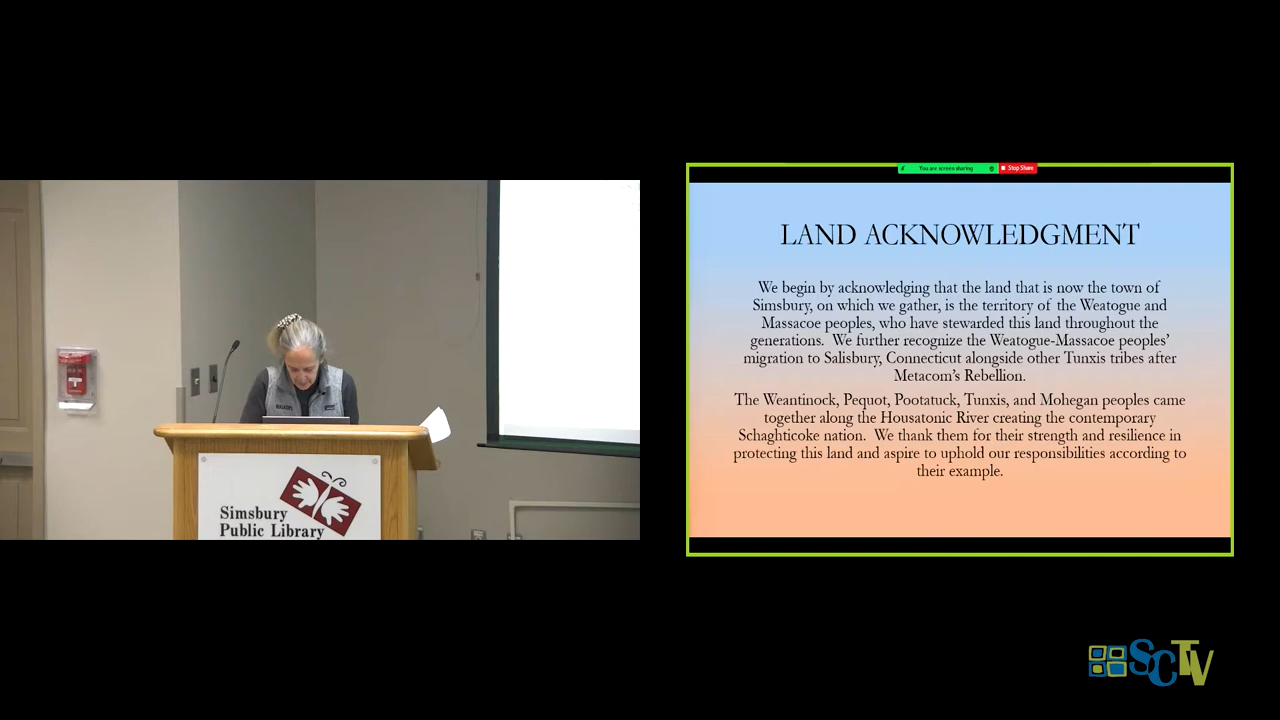 You are screen sharing
Stop Share
LAND ACKNOWLEDGMENT
We begin by acknowledging that the land that is now the town of
Simsbury, on which we gather, is the territory of the Weatogue and
Massacoe peoples, who have stewarded this land throughout the
generations. We further recognize the Weatogue-Massacoe peoples'
migration to Salisbury, Connecticut alongside other Tunxis tribes after
Metacom's Rebellion.
The Weantinock, Pequot, Pootatuck, Tunxis, and Mohegan peoples came
together along the Housatonic River creating the contemporary
Schaghticoke nation. We thank them for their strength and resilience in
protecting this land and aspire to uphold our responsibilities according to
their example.
Simsbury
Public Library
SCTV